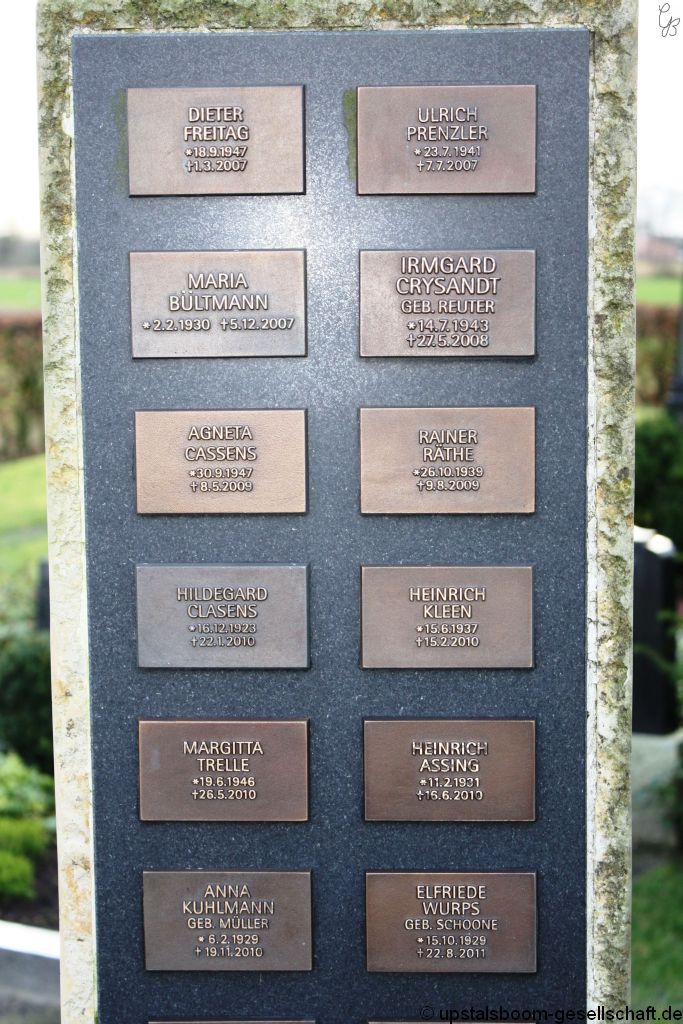 DIETER
FREITAG
*18.9.1947
†1.3.2007
ULRICH
PRENZLER
*23.7.1941
†7.7.2007
MARIA
BÜLTMANN
*2.2.1930 †5.12.2007
IRMGARD
CRYSANDT
GEB. REUTER
*14.7.1943
†27.5.2008
AGNETA
CASSENS
*30.9.1947
†8.5.2009
RAINER
RÄTHE
*26.10.1939
†9.8.2009
HILDEGARD
CLASENS
*16.12.1923
†22.1.2010
HEINRICH
KLEEN
*15.6.1937
†15.2.2010
MARGITTA
TRELLE
*19.6.1946
†26.5.2010
HEINRICH
ASSING
*11.2.1931
†16.6.2010
ANNA
KUHLMANN
GEB. MÜLLER
*6.2.1929
†19.11.2010
ELFRIEDE
WURPS
GEB. SCHOONE
*15.10.1929
†22.8.2011
© upstalsboom-gesellschaft.de